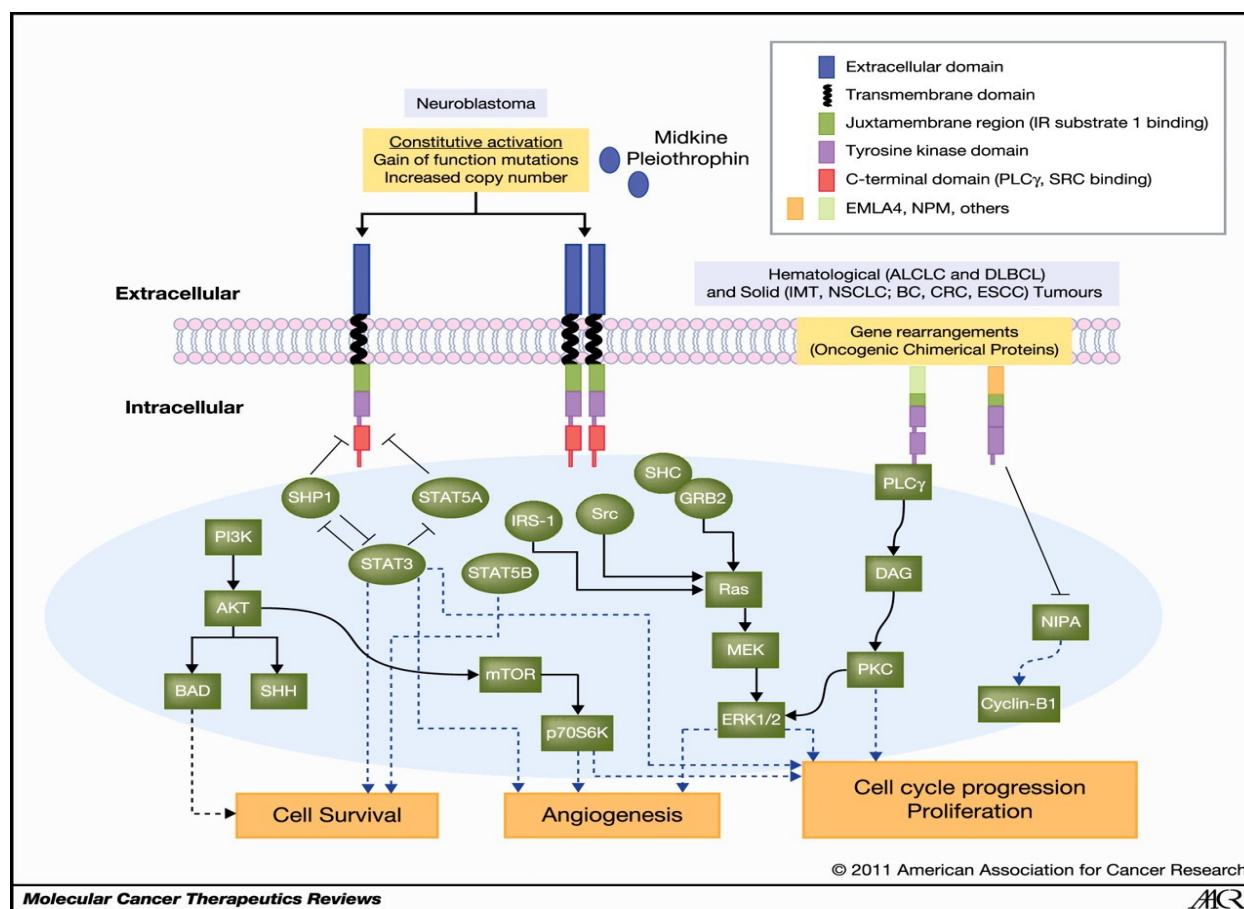 Extracellular domain
Transmembrane domain
Juxtamembrane region (IR substrate 1 binding)
Tyrosine kinase domain
C-terminal domain (PLCγ, SRC binding)
EMLA4, NPM, others
Neuroblastoma
Constitutive activation
Gain of function mutations
Increased copy number
Midkine
Pleiothrophin
Hematological (ALCLC and DLBCL)
and Solid (IMT, NSCLC; BC, CRC, ESCC) Tumours
Extracellular
Gene rearrangements
(Oncogenic Chimerical Proteins)
Intracellular
SHP1
STAT5A
SHC
GRB2
PLCγ
IRS-1
Src
PI3K
STAT3
STAT5B
Ras
DAG
AKT
NIPA
MEK
BAD
SHH
mTOR
PKC
Cyclin-B1
p70S6K
ERK1/2
Cell Survival
Angiogenesis
Cell cycle progression
Proliferation
© 2011 American Association for Cancer Research
Molecular Cancer Therapeutics Reviews
AACR